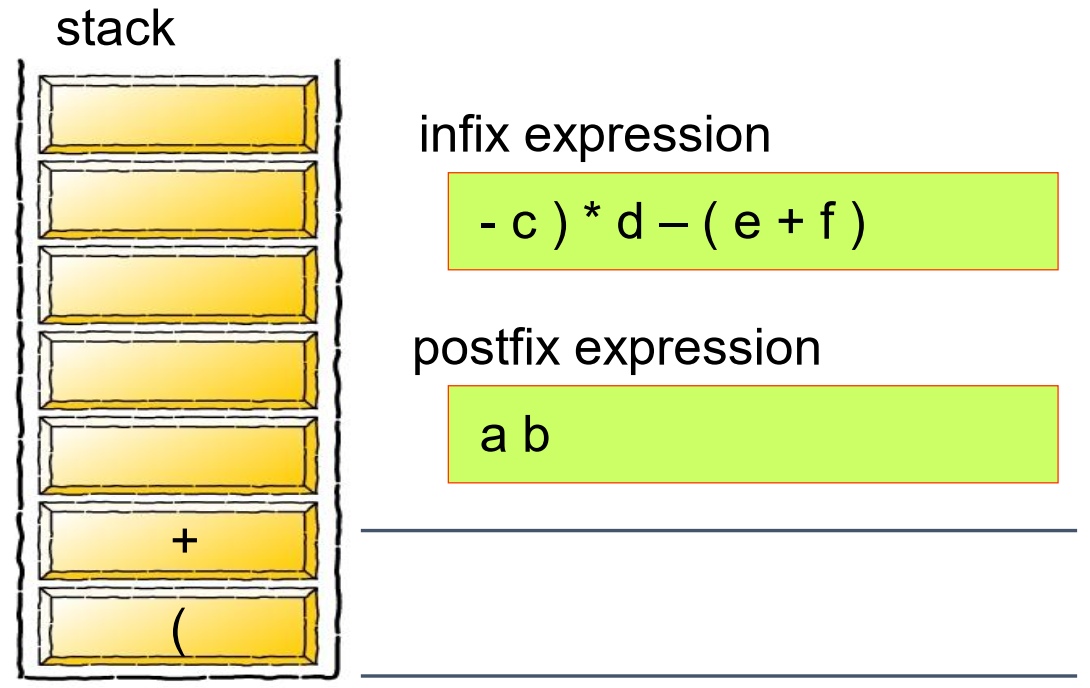 stack
infix expression
- c ) * d – ( e + f )
postfix expression
a b
+
(